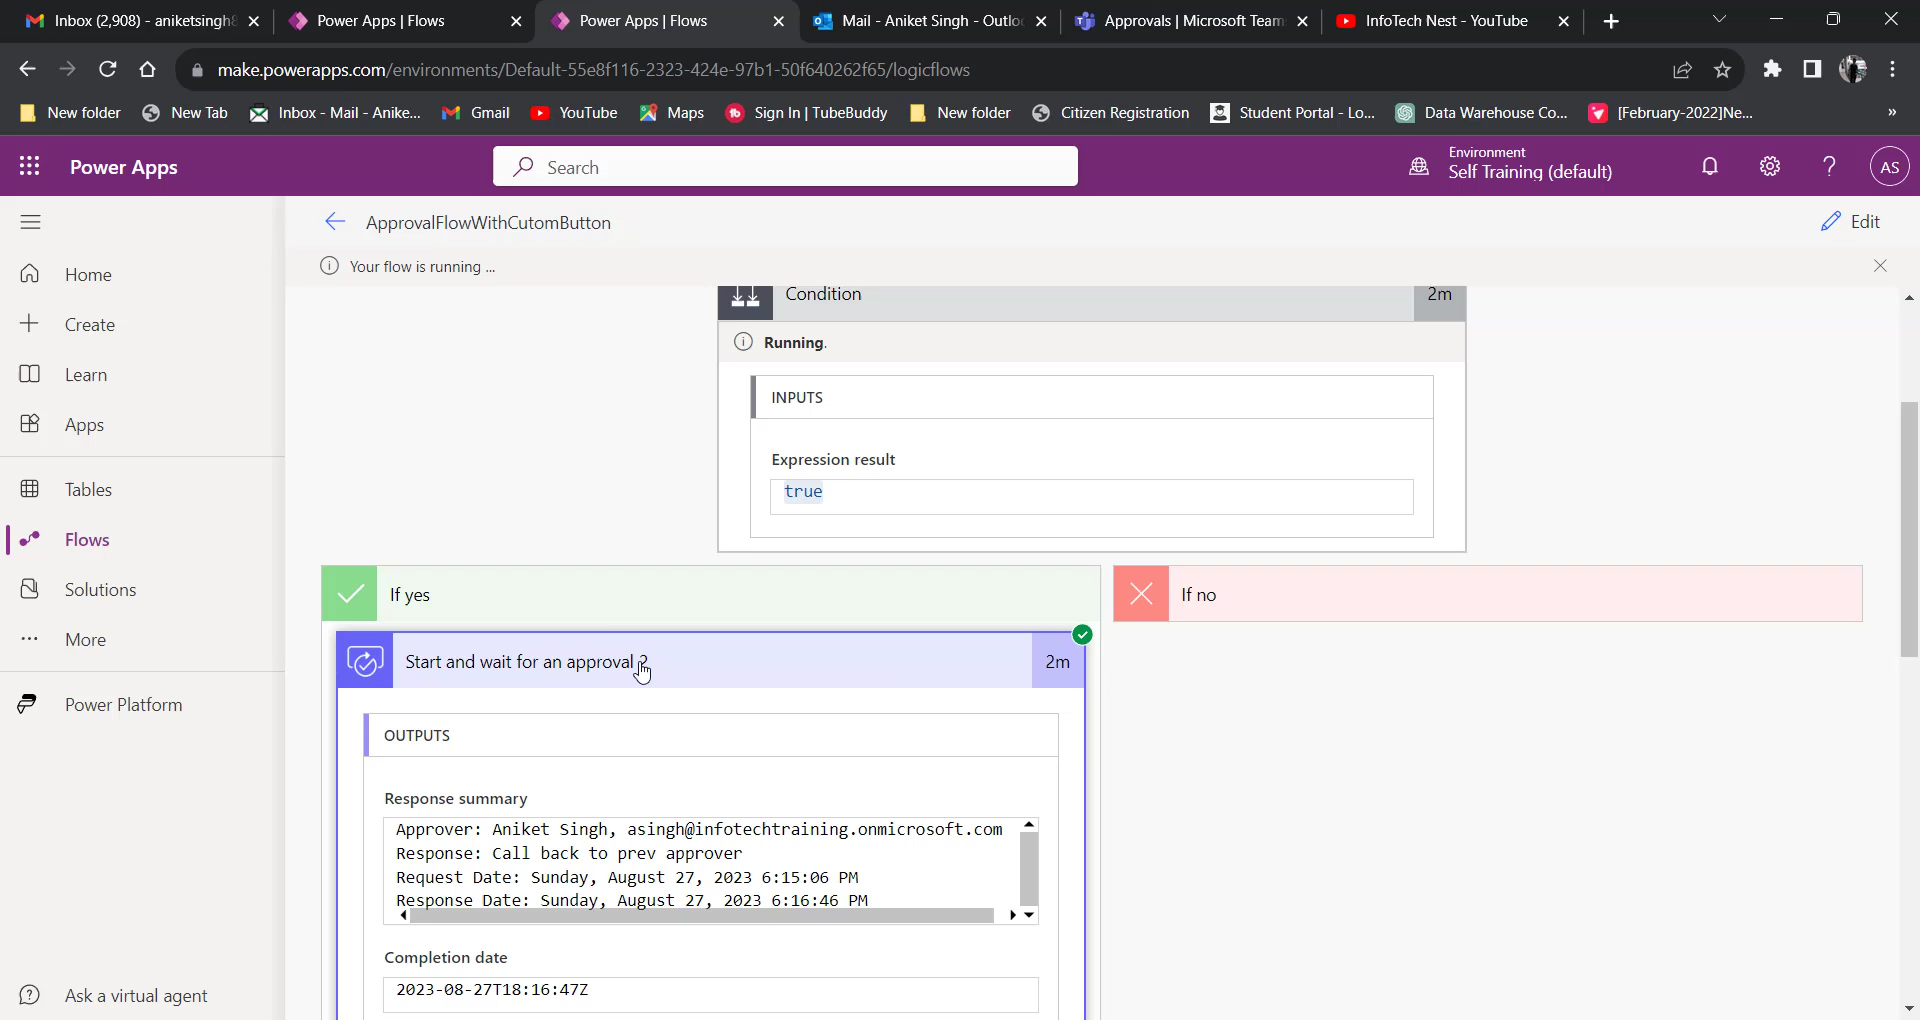 Inbox (2,908) - aniketsingh8
Power Apps | Flows
Power Apps | Flows
Mail - Aniket Singh - Outlo
Approvals | Microsoft Team
InfoTech Nest - YouTube
make.powerapps.com/environments/Default-55e8f116-2323-424e-97b1-50f640262f65/logicflows
New folder
New Tab
Inbox - Mail - Anike...
Gmail
YouTube
Maps
Sign In | TubeBuddy
New folder
Citizen Registration
Student Portal - Lo...
Data Warehouse Co...
[February-2022]Ne...
»
Power Apps
Search
Environment
Self Training (default)
?
AS
ApprovalFlowWithCutomButton
Edit
Your flow is running ...
Home
Create
Learn
Apps
Tables
Flows
Solutions
More
Power Platform
Ask a virtual agent
Condition
2m
Running.
INPUTS
Expression result
true
If yes
If no
Start and wait for an approval 2
2m
OUTPUTS
Response summary
Approver: Aniket Singh, asingh@infotechtraining.onmicrosoft.com
Response: Call back to prev approver
Request Date: Sunday, August 27, 2023 6:15:06 PM
Response Date: Sunday, August 27, 2023 6:16:46 PM
Completion date
2023-08-27T18:16:47Z